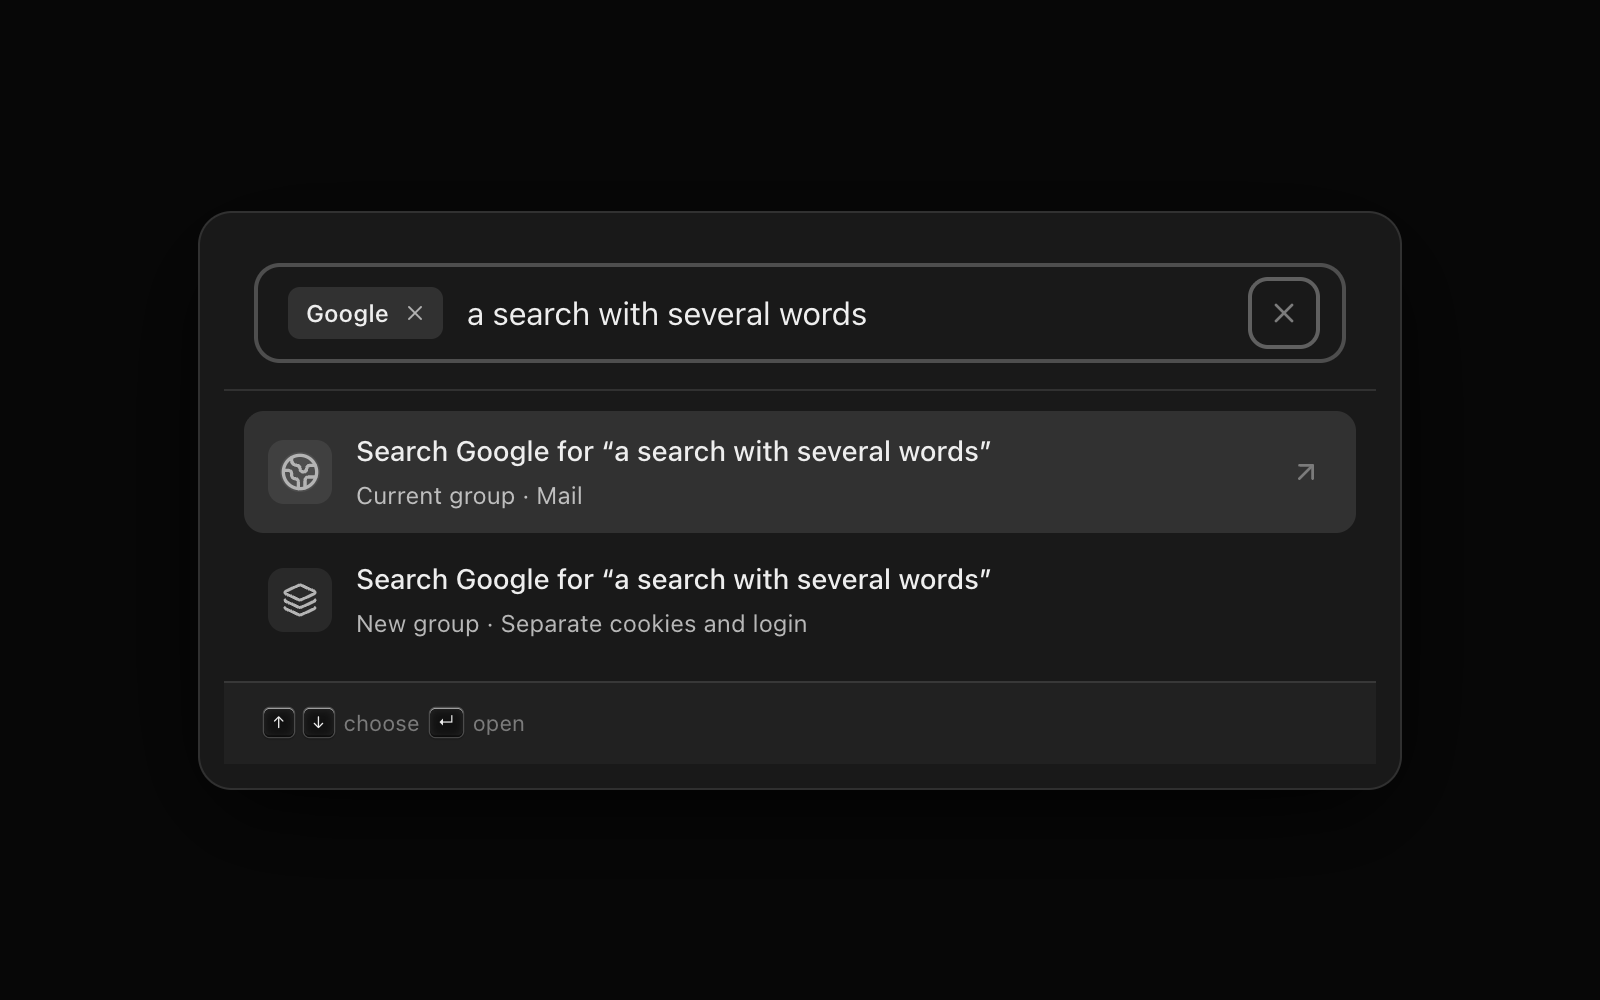 Google
a search with several words
Search Google for “a search with several words”
Current group · Mail
Search Google for “a search with several words”
New group · Separate cookies and login
↑ ↓ choose ↵ open